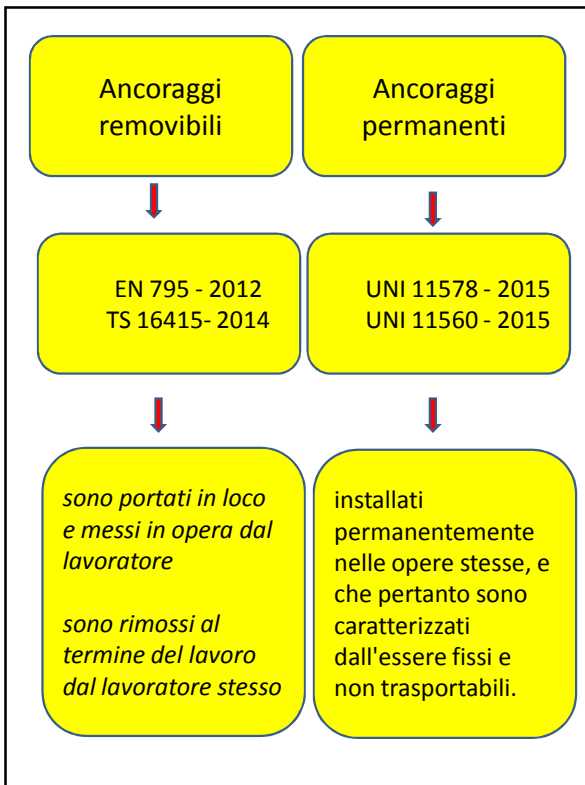 Ancoraggi
removibili
Ancoraggi
permanenti
EN 795 - 2012
TS 16415- 2014
UNI 11578 - 2015
UNI 11560 - 2015
sono portati in loco
e messi in opera dal
lavoratore
sono rimossi al
termine del lavoro
dal lavoratore stesso
installati
permanentemente
nelle opere stesse, e
che pertanto sono
caratterizzati
dall'essere fissi e
non trasportabili.